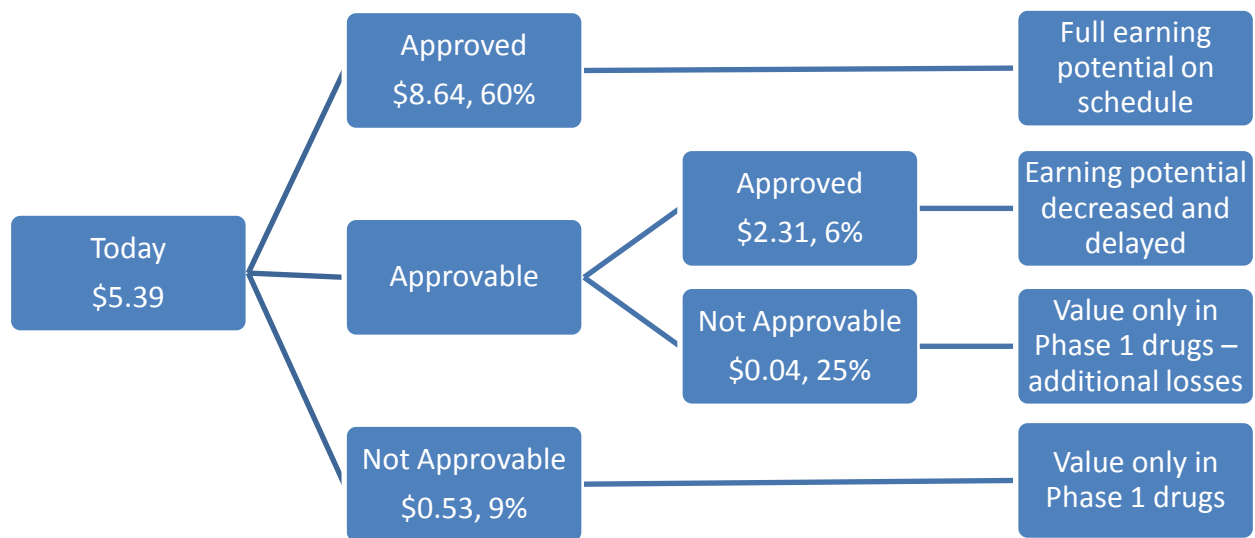 Today
$5.39
Approved
$8.64, 60%
Full earning
potential on
schedule
Approvable
Approved
$2.31, 6%
Earning potential
decreased and
delayed
Not Approvable
$0.04, 25%
Value only in
Phase 1 drugs –
additional losses
Not Approvable
$0.53, 9%
Value only in
Phase 1 drugs